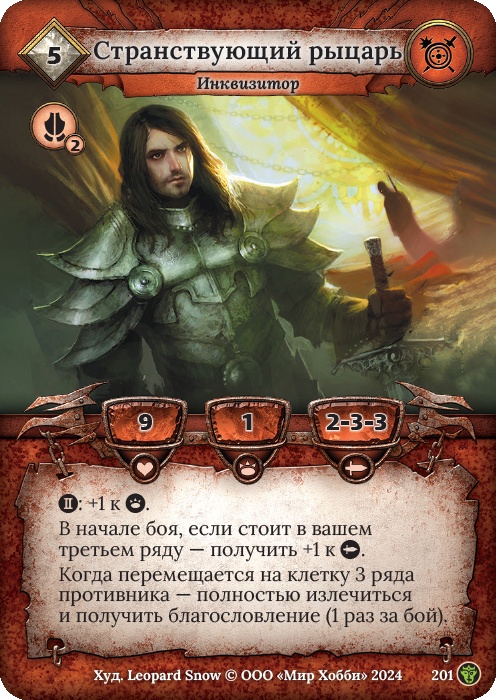 5
Странствующий рыцарь
Инквизитор
2
9
1
2-3-3
II: +1 к .
В начале боя, если стоит в вашем
третьем ряду — получить +1 к .
Когда перемещается на клетку 3 ряда
противника — полностью излечиться
и получить благословление (1 раз за бой).
Худ. Leopard Snow © ООО «Мир Хобби» 2024
201